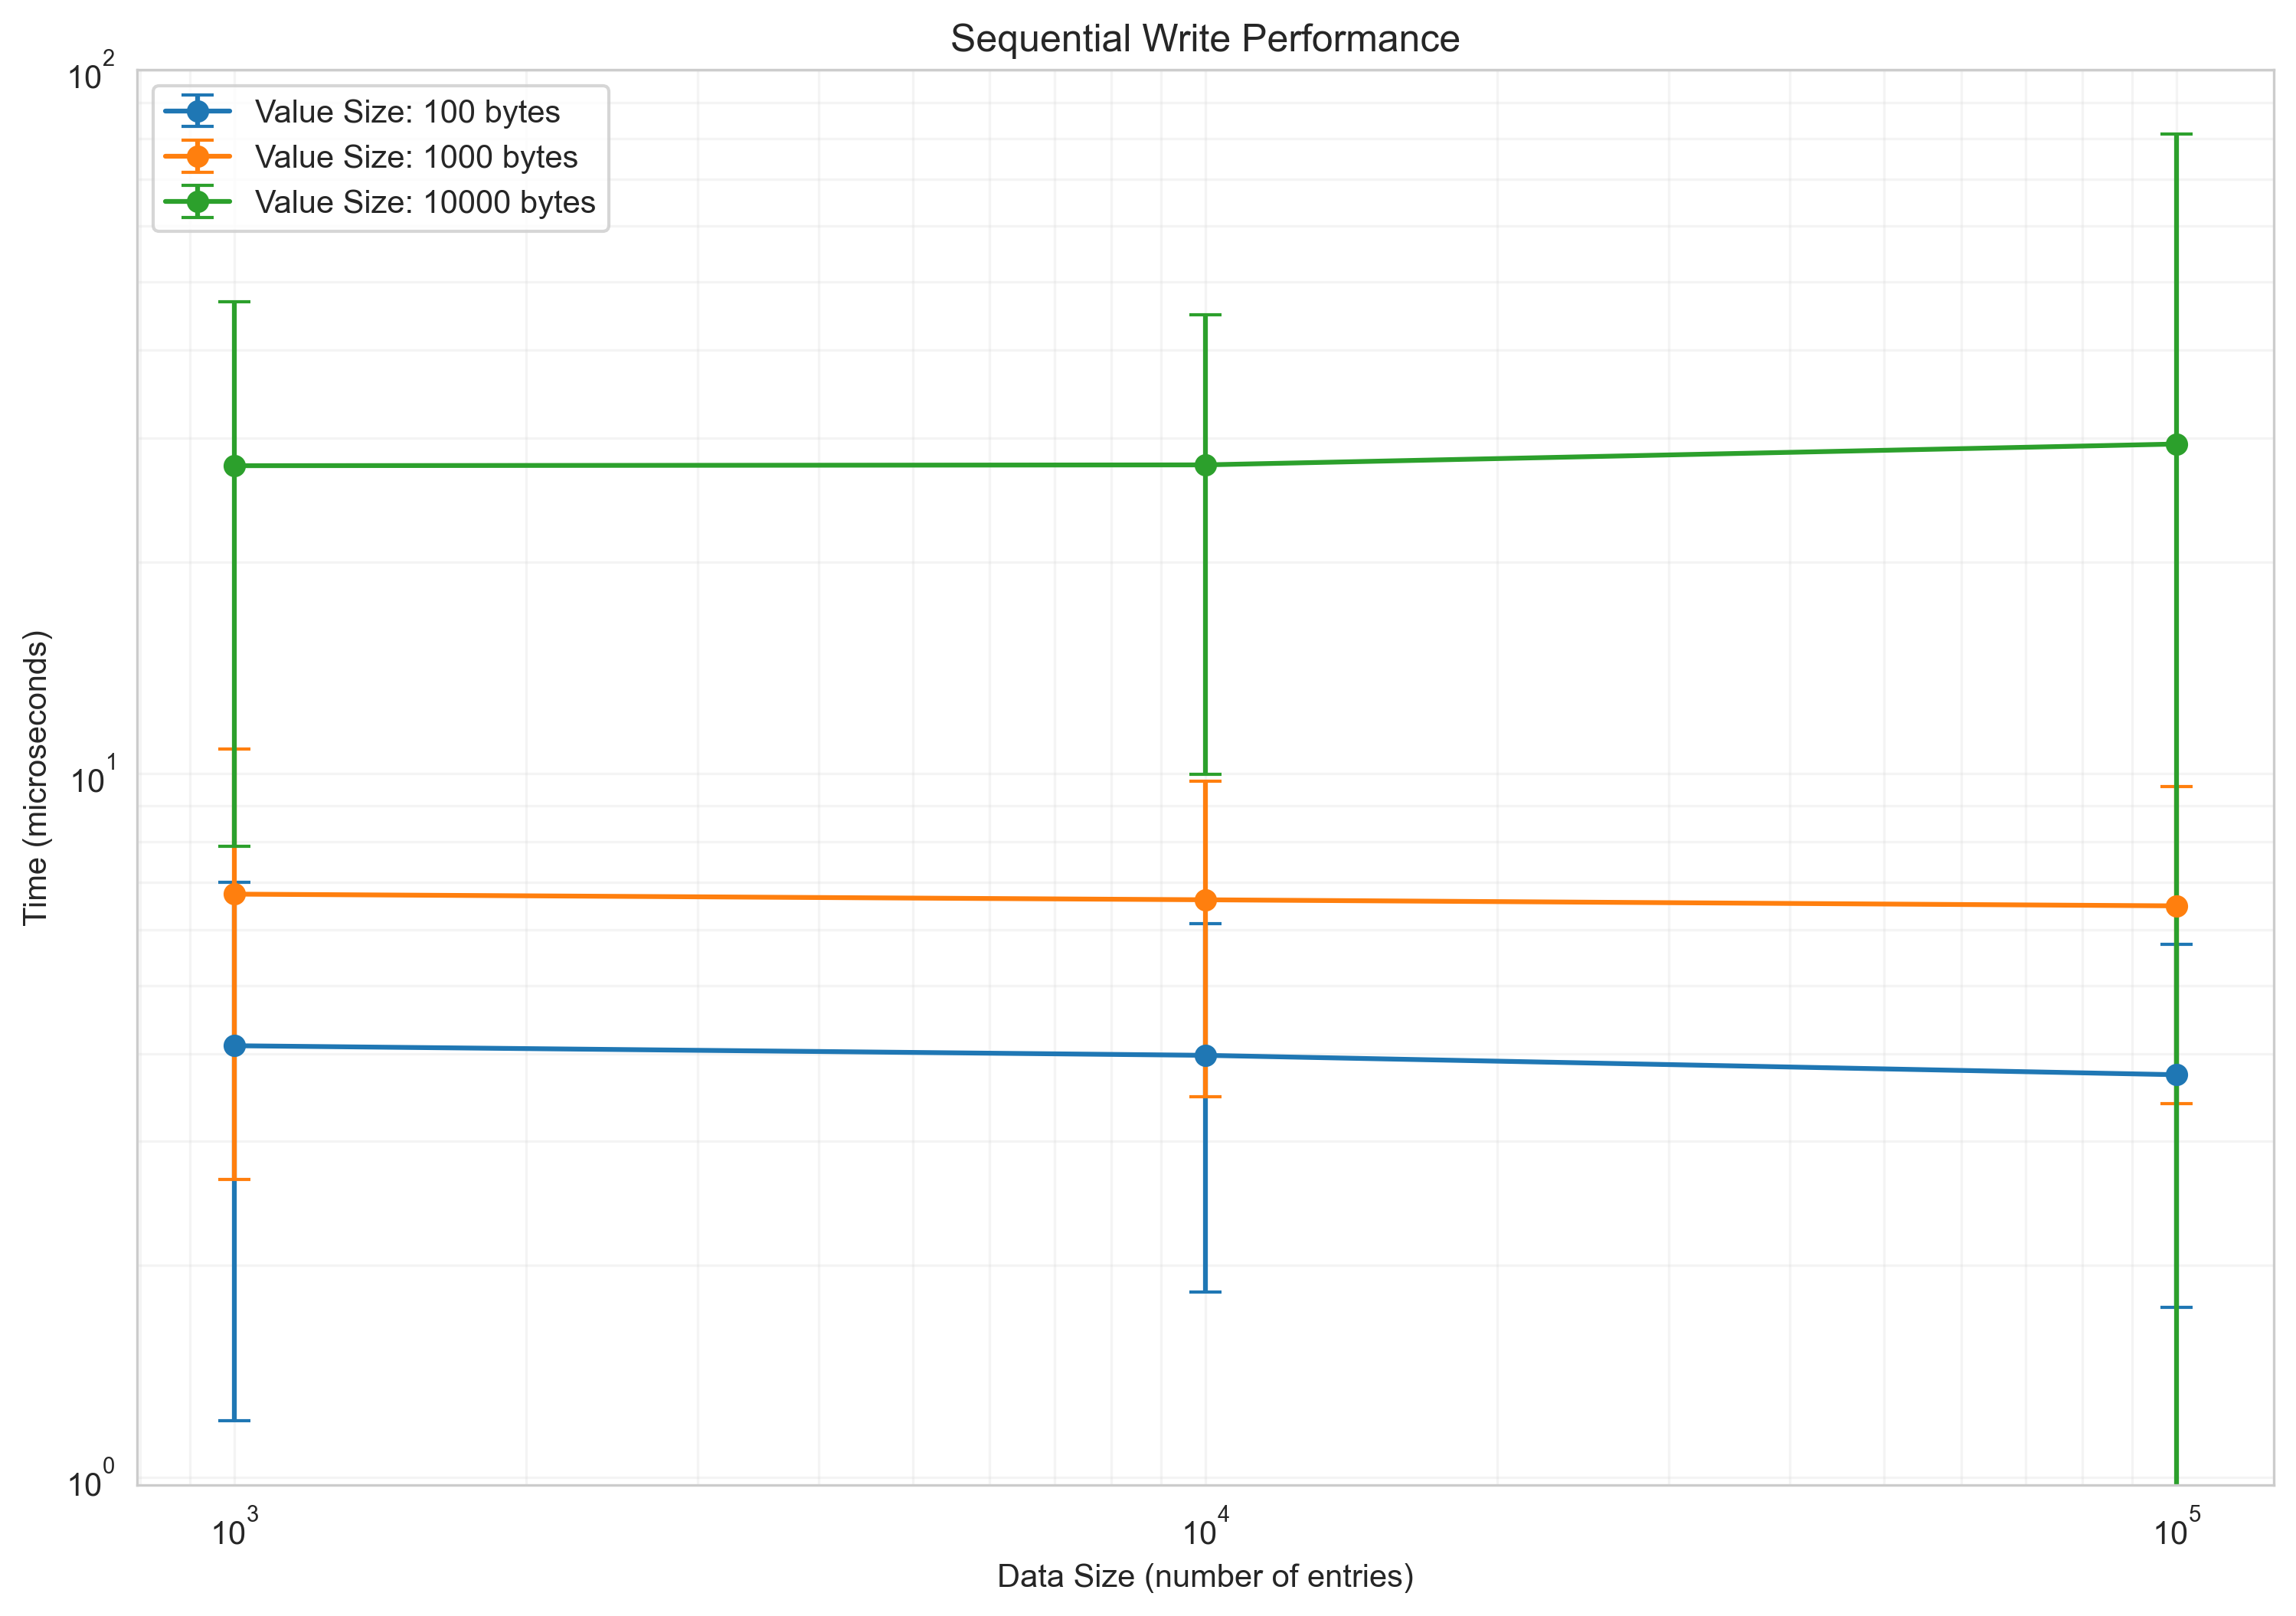 Sequential Write Performance
10²
Value Size: 100 bytes
Value Size: 1000 bytes
Value Size: 10000 bytes
Time (microseconds)
10¹
10⁰
10³
10⁴
10⁵
Data Size (number of entries)